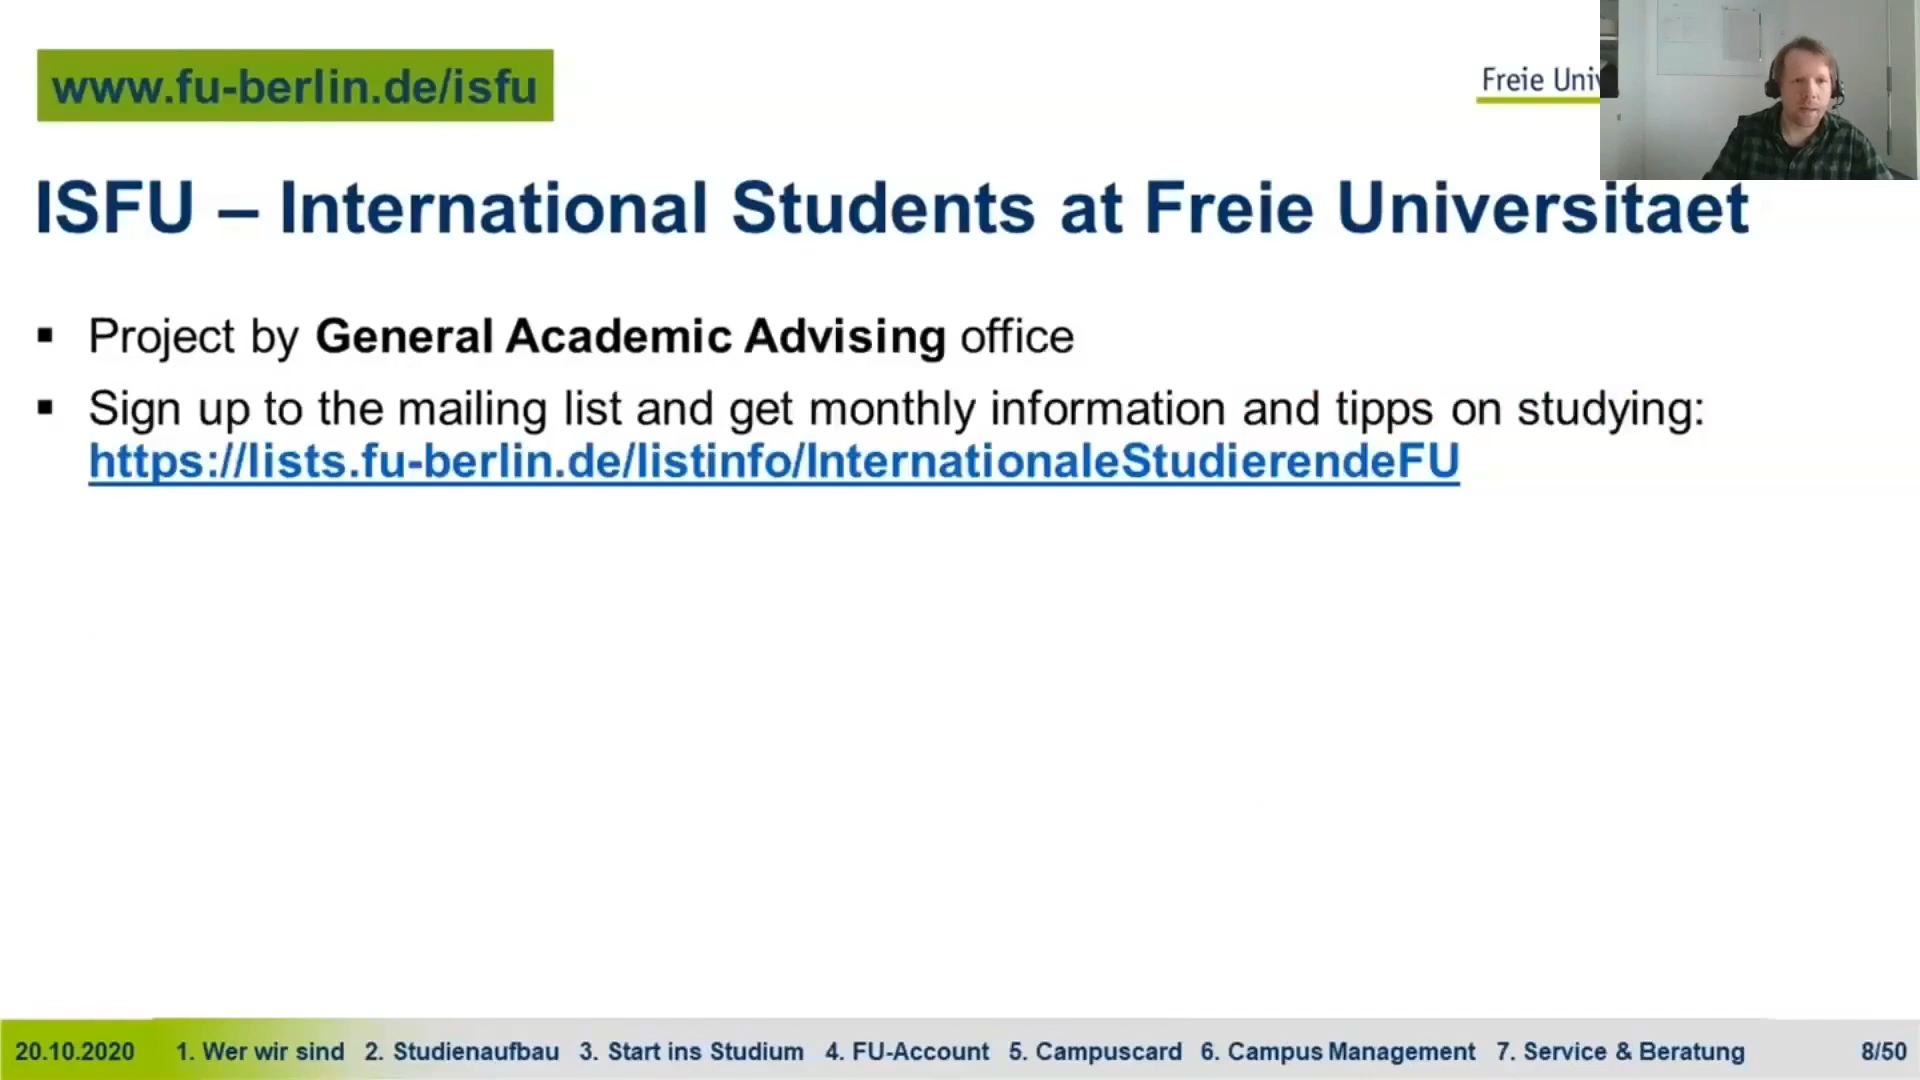 www.fu-berlin.de/isfu
Freie Univ
ISFU – International Students at Freie Universitaet
▪ Project by General Academic Advising office
▪ Sign up to the mailing list and get monthly information and tipps on studying:
https://lists.fu-berlin.de/listinfo/InternationaleStudierendeFU
20.10.2020 1. Wer wir sind 2. Studienaufbau 3. Start ins Studium 4. FU-Account 5. Campuscard 6. Campus Management 7. Service & Beratung 8/50